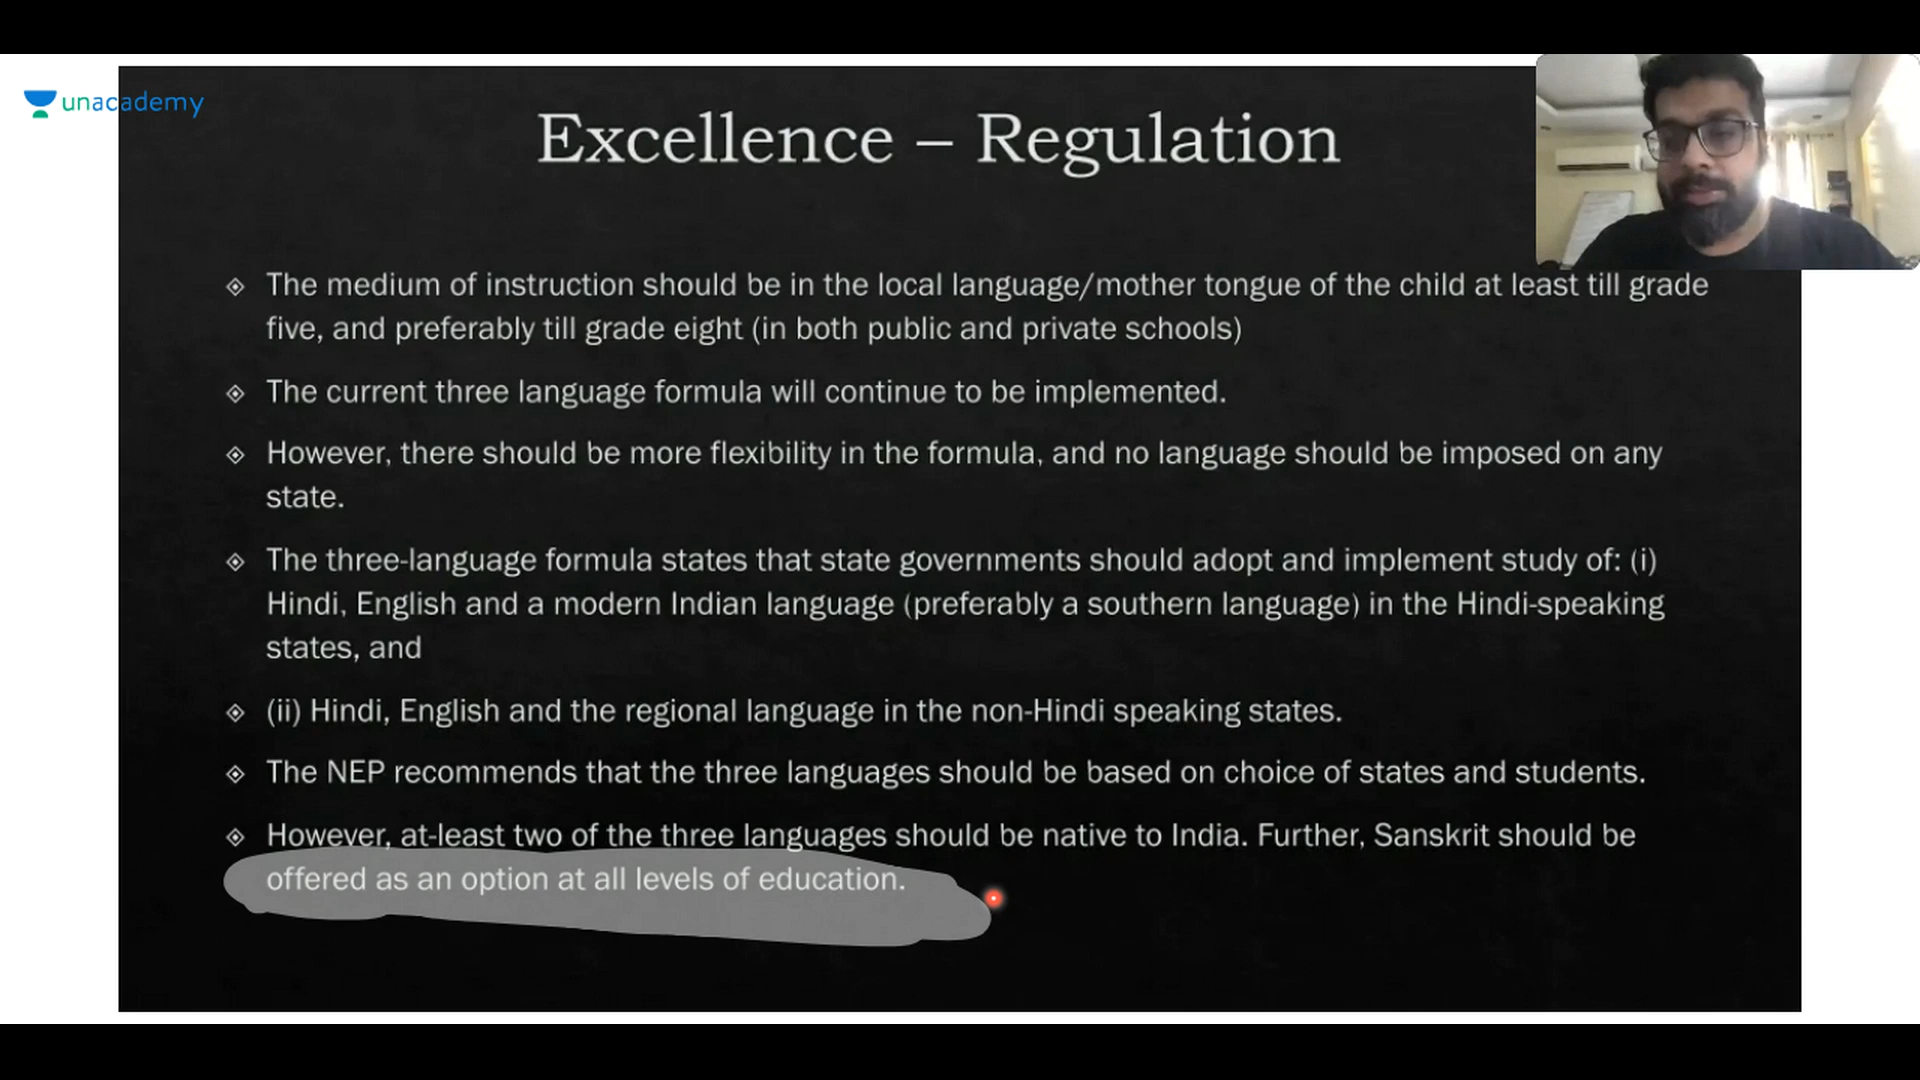 unacademy
Excellence – Regulation
The medium of instruction should be in the local language/mother tongue of the child at least till grade
five, and preferably till grade eight (in both public and private schools)
The current three language formula will continue to be implemented.
However, there should be more flexibility in the formula, and no language should be imposed on any
state.
The three-language formula states that state governments should adopt and implement study of: (i)
Hindi, English and a modern Indian language (preferably a southern language) in the Hindi-speaking
states, and
(ii) Hindi, English and the regional language in the non-Hindi speaking states.
The NEP recommends that the three languages should be based on choice of states and students.
However, at-least two of the three languages should be native to India. Further, Sanskrit should be
offered as an option at all levels of education.